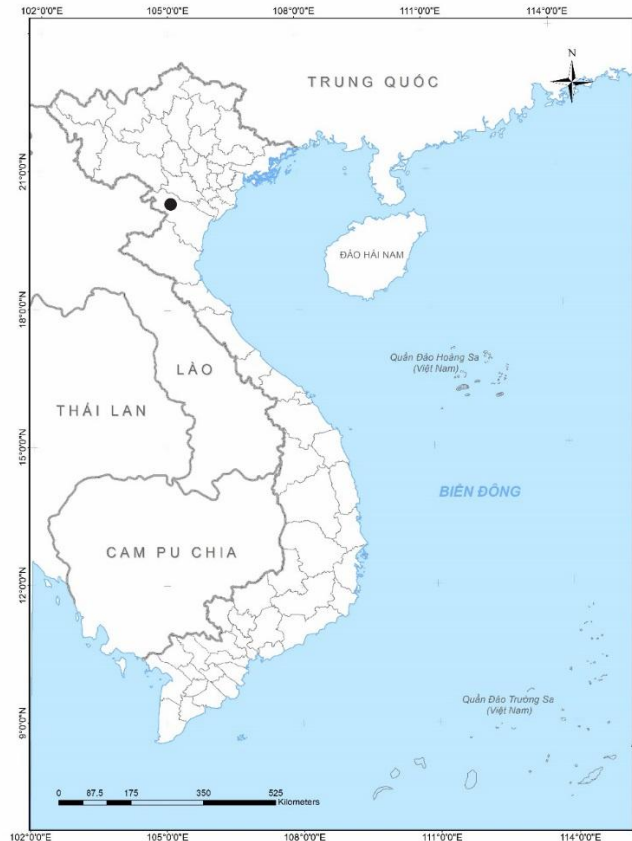 102°0'0"E 105°0'0"E 108°0'0"E 111°0'0"E 114°0'0"E
N
TRUNG QUỐC
21°0'0"N
ĐẢO HẢI NAM
18°0'0"N
Quần Đảo Hoàng Sa
(Việt Nam)
LÀO
THÁI LAN
15°0'0"N
BIỂN ĐÔNG
CAM PU CHIA
12°0'0"N
Quần Đảo Trường Sa
(Việt Nam)
9°0'0"N
0 87.5 175 350 525
Kilometers
102°0'0"E 105°0'0"E 108°0'0"E 111°0'0"E 114°0'0"E